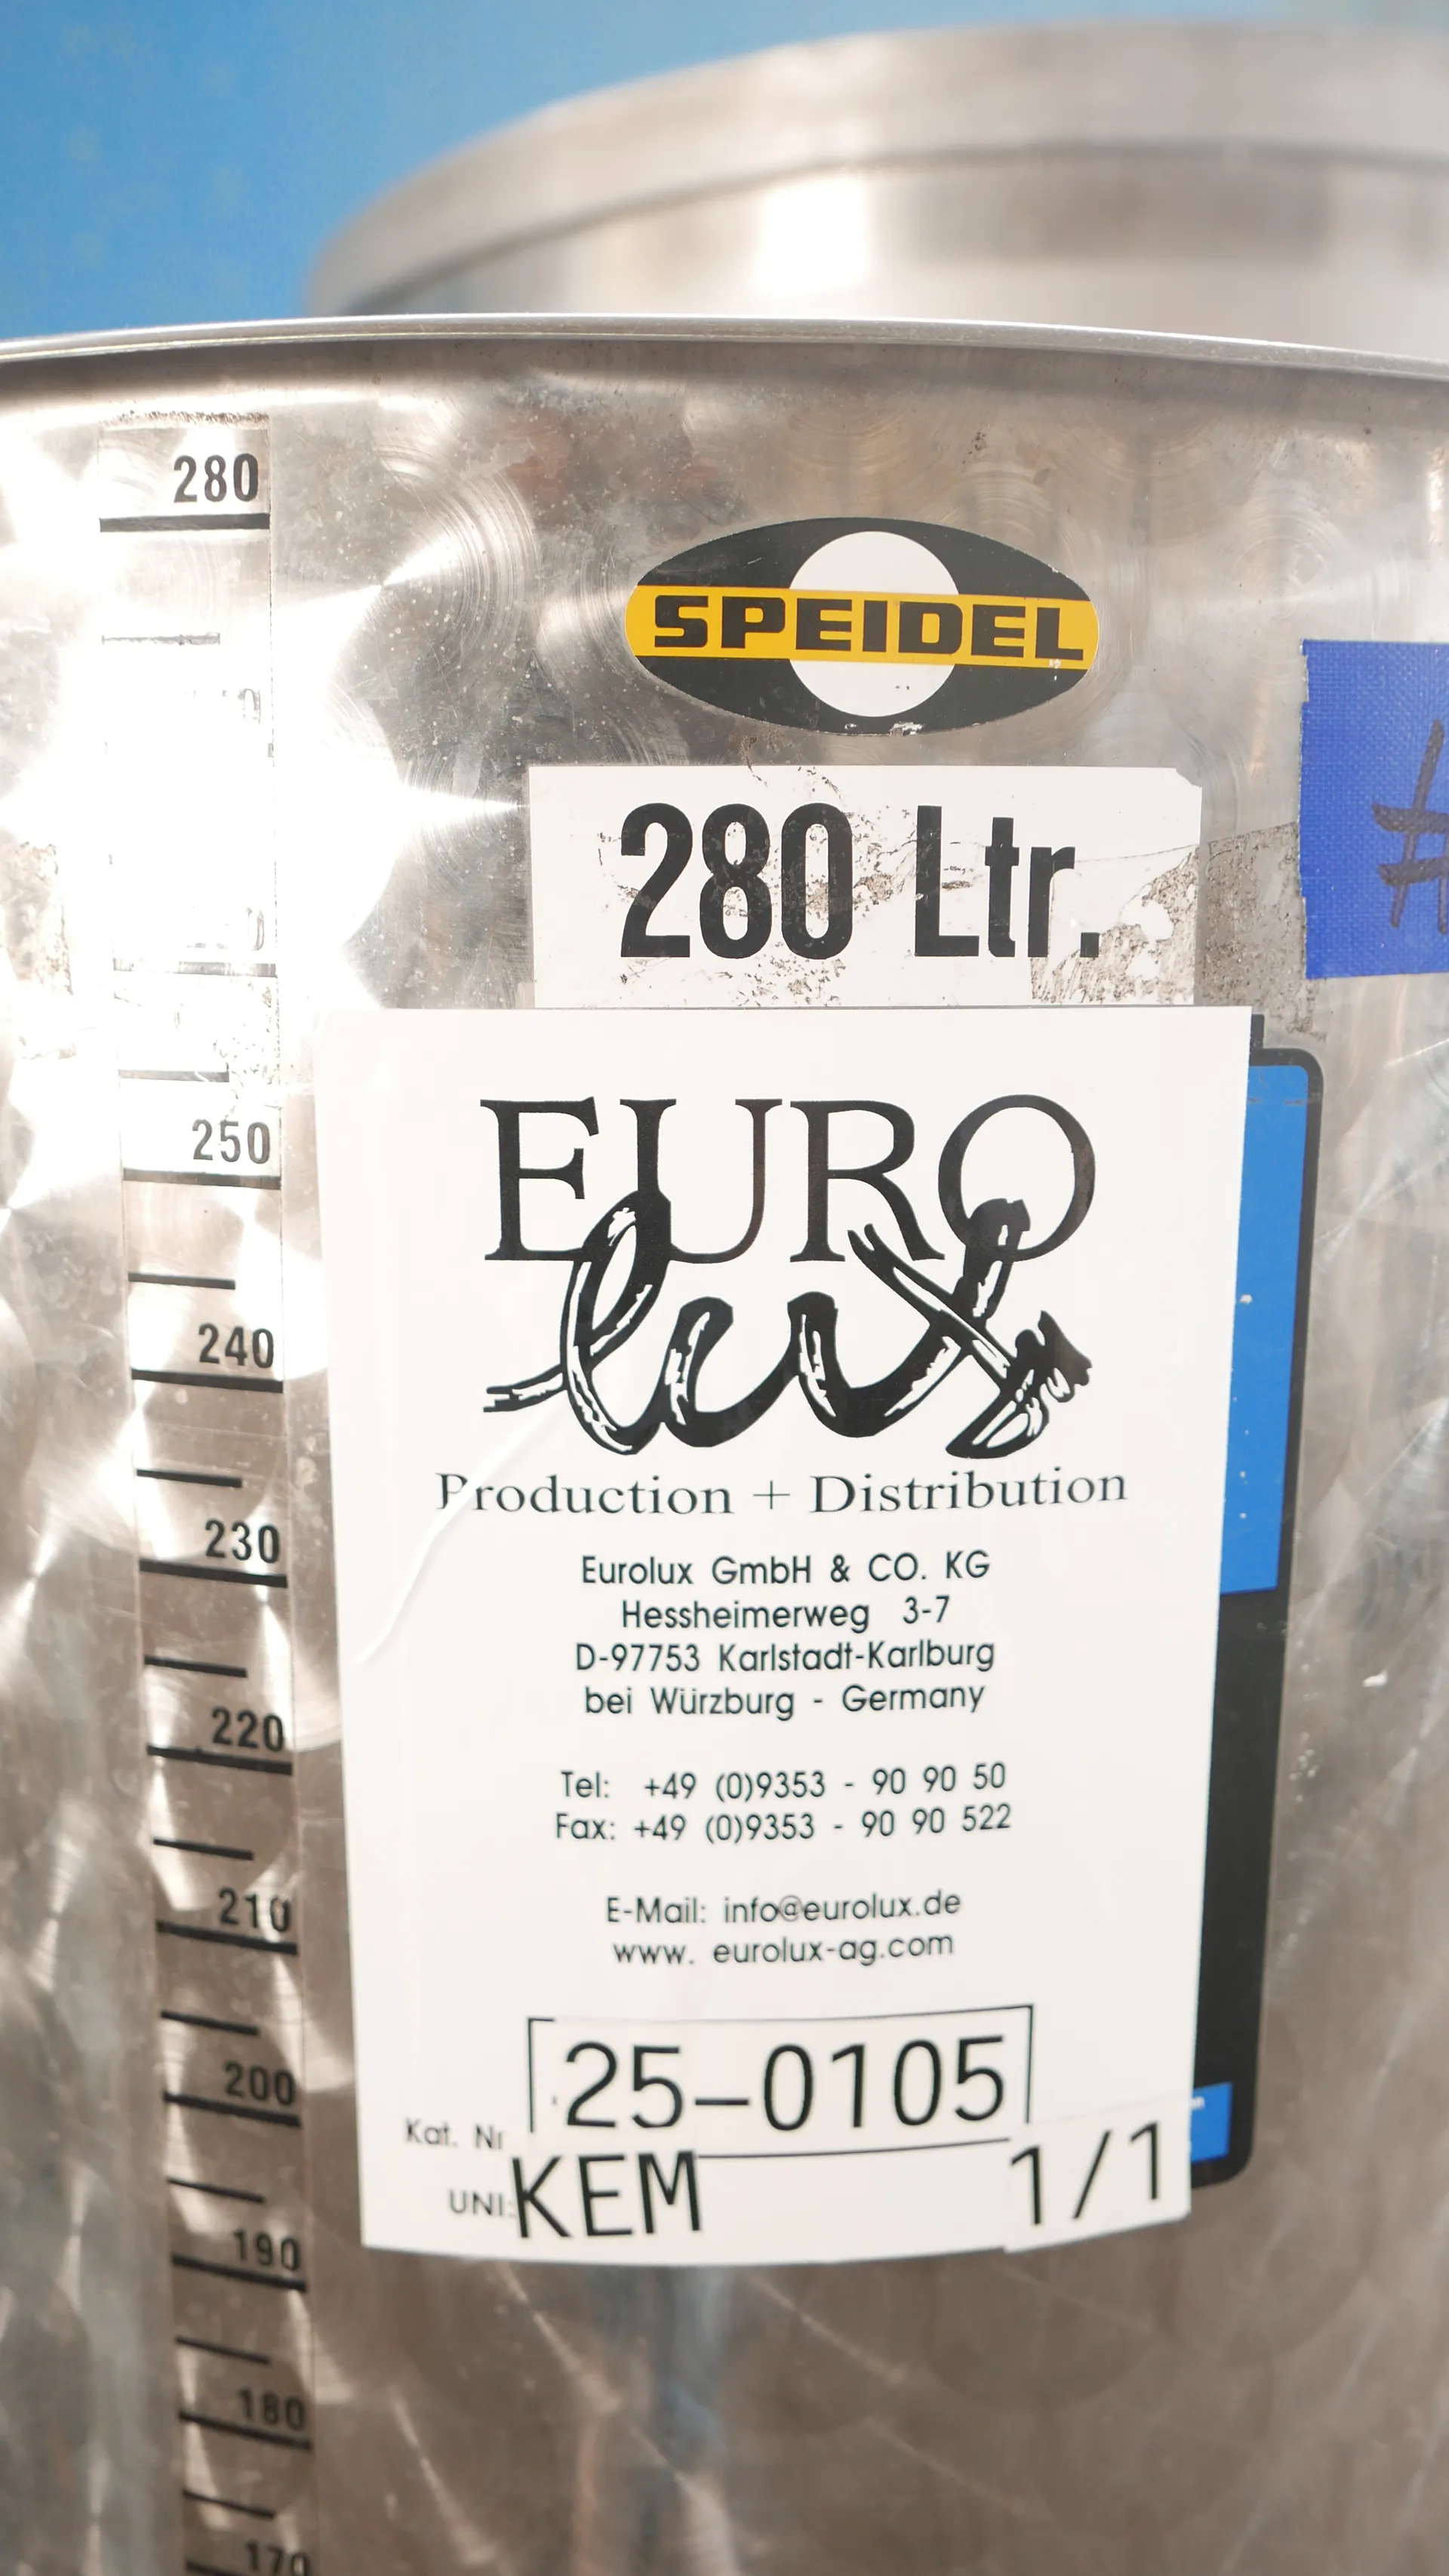 280
SPEIDEL
280 Ltr.
#
250
240
230
220
210
200
190
180
170
EURO
lux
Production + Distribution
Eurolux GmbH & CO. KG
Hessheimerweg 3-7
D-97753 Karlstadt-Karlburg
bei Würzburg - Germany
Tel: +49 (0)9353 - 90 90 50
Fax: +49 (0)9353 - 90 90 522
E-Mail: info@eurolux.de
www. eurolux-ag.com
25-0105
Kat. Nr
UNI: KEM 1/1